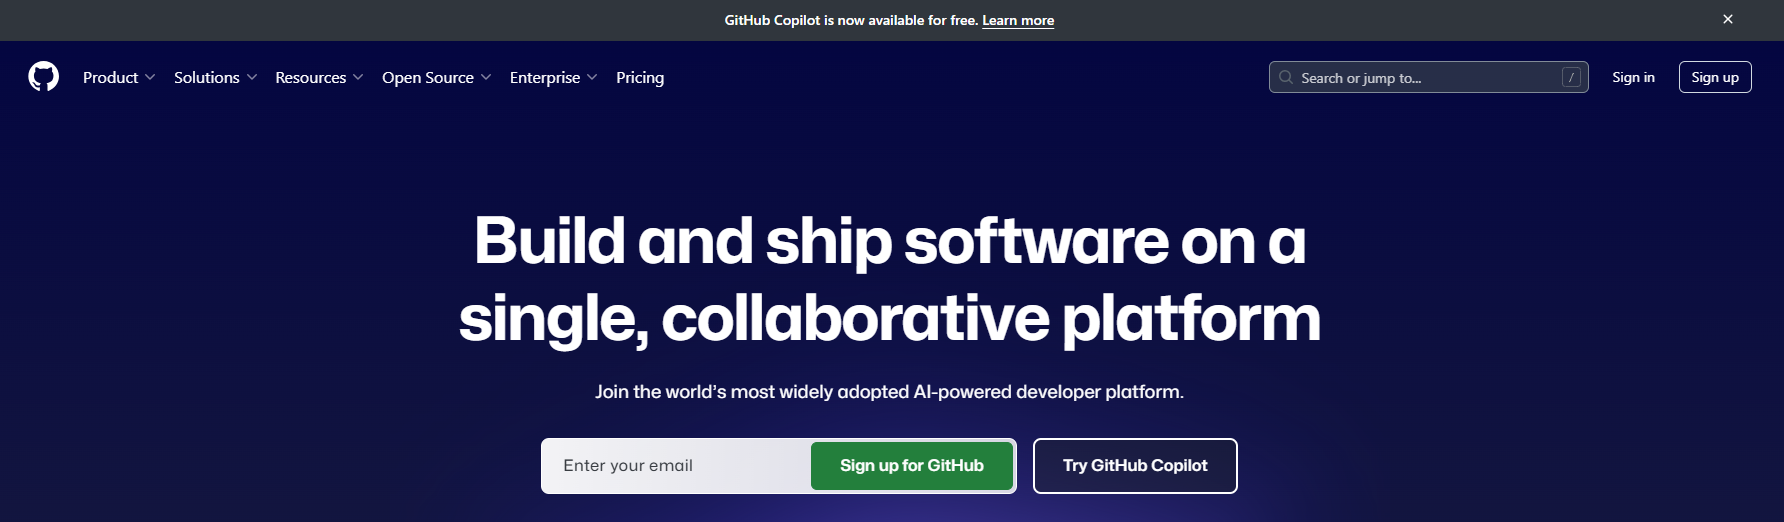 GitHub Copilot is now available for free. Learn more
Product Solutions Resources Open Source Enterprise Pricing Search or jump to... / Sign in Sign up
Build and ship software on a
single, collaborative platform
Join the world’s most widely adopted AI-powered developer platform.
Enter your email Sign up for GitHub Try GitHub Copilot